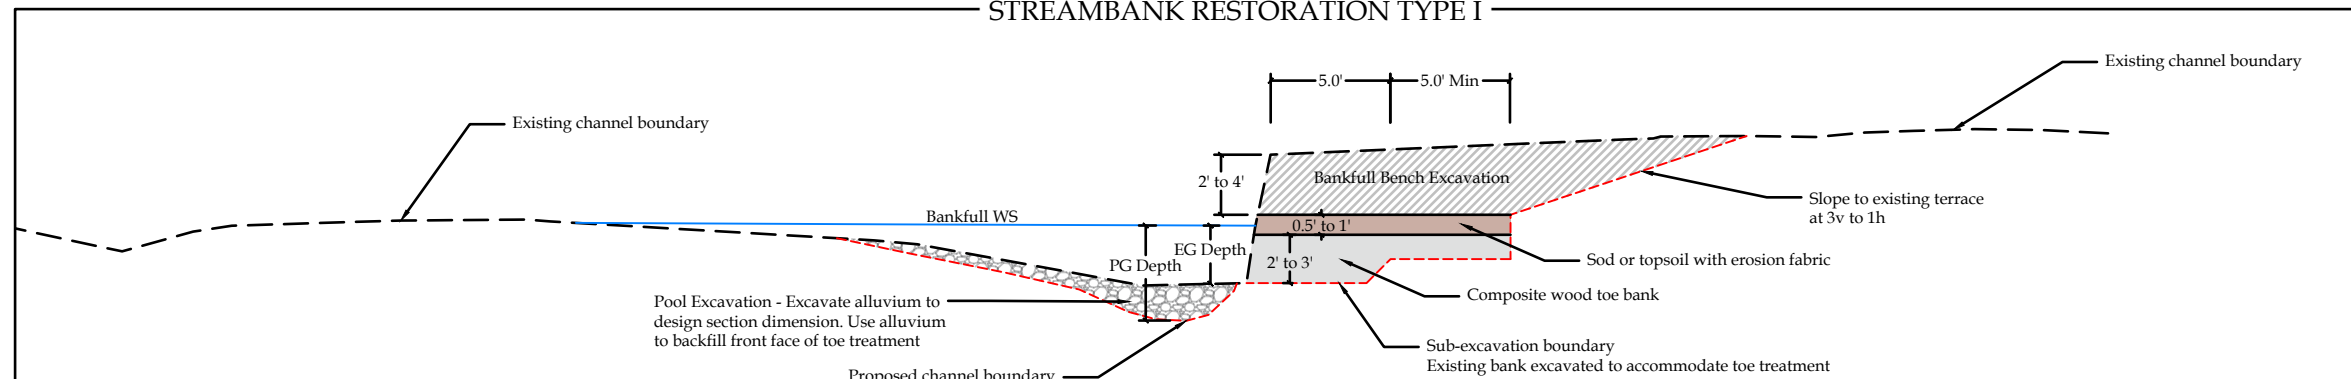 STREAMBANK RESTORATION TYPE I
Existing channel boundary
5.0'
5.0' Min
Existing channel boundary
2' to 4'
Bankfull Bench Excavation
Slope to existing terrace
at 3v to 1h
Bankfull WS
0.5' to 1'
EG Depth
PG Depth
2' to 3'
Sod or topsoil with erosion fabric
Composite wood toe bank
Pool Excavation - Excavate alluvium to
design section dimension. Use alluvium
to backfill front face of toe treatment
Sub-excavation boundary
Existing bank excavated to accommodate toe treatment
Proposed channel boundary